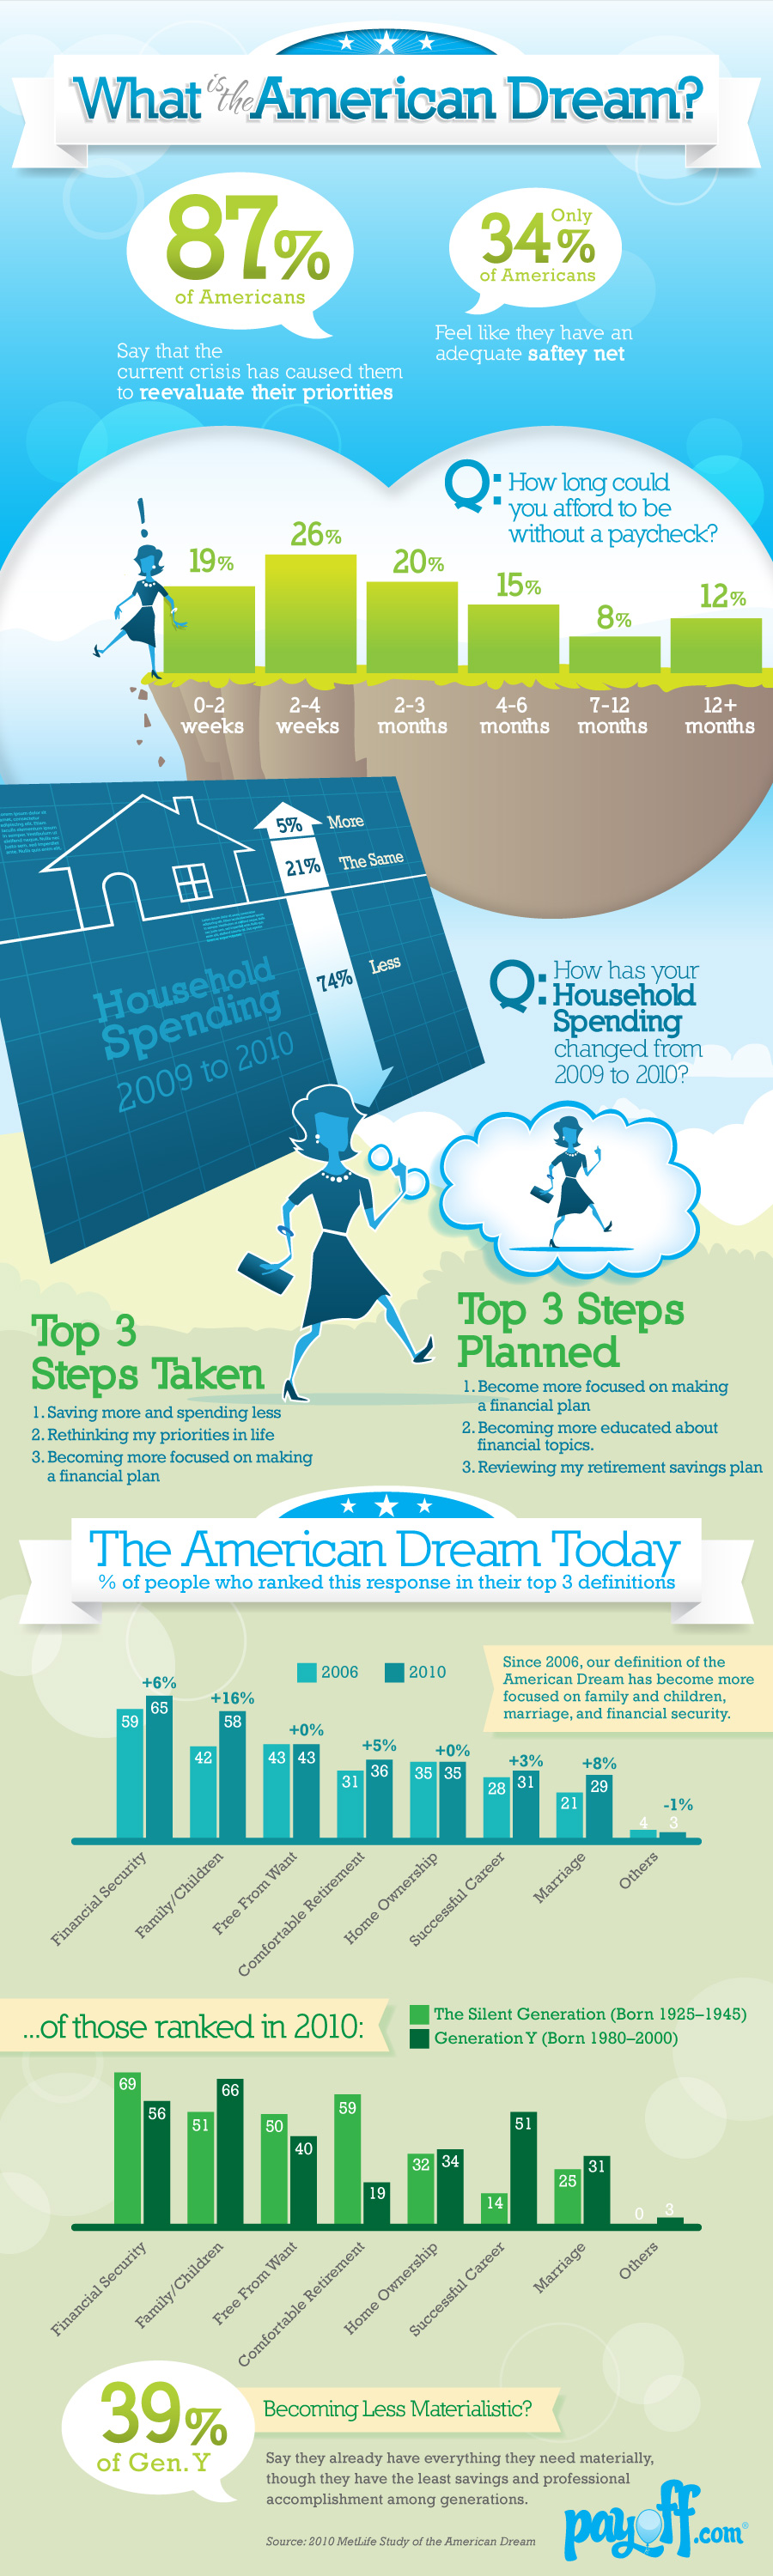 What is the American Dream?
87%
of Americans
Say that the
current crisis has caused them
to reevaluate their priorities
Only
34%
of Americans
Feel like they have an
adequate saftey net
Q: How long could
you afford to be
without a paycheck?
!
19%
26%
20%
15%
8%
12%
0-2
weeks
2-4
weeks
2-3
months
4-6
months
7-12
months
12+
months
5% More
21% The Same
74% Less
Household
Spending
2009 to 2010
Q: How has your
Household
Spending
changed from
2009 to 2010?
Top 3
Steps Taken
1. Saving more and spending less
2. Rethinking my priorities in life
3. Becoming more focused on making
a financial plan
Top 3 Steps
Planned
1. Become more focused on making
a financial plan
2. Becoming more educated about
financial topics.
3. Reviewing my retirement savings plan
The American Dream Today
% of people who ranked this response in their top 3 definitions
2006 2010
Since 2006, our definition of the
American Dream has become more
focused on family and children,
marriage, and financial security.
+6%
59 65
+16%
42 58
+0%
43 43
+5%
31 36
+0%
35 35
+3%
28 31
+8%
21 29
-1%
4 3
Financial Security
Family/Children
Free From Want
Comfortable Retirement
Home Ownership
Successful Career
Marriage
Others
...of those ranked in 2010:
The Silent Generation (Born 1925–1945)
Generation Y (Born 1980–2000)
69 56
51 66
50 40
59 19
32 34
14 51
25 31
0 3
Financial Security
Family/Children
Free From Want
Comfortable Retirement
Home Ownership
Successful Career
Marriage
Others
39%
of Gen. Y
Becoming Less Materialistic?
Say they already have everything they need materially,
though they have the least savings and professional
accomplishment among generations.
Source: 2010 MetLife Study of the American Dream
payoff.com®